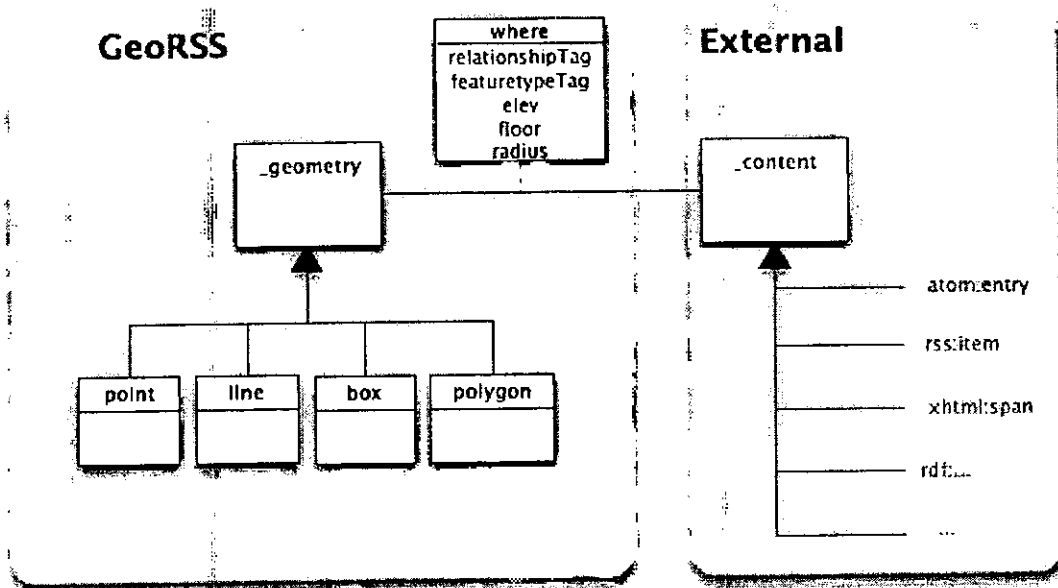 GeoRSS
where
relationshipTag
featuretypeTag
elev
floor
radius
External
_geometry
_content
point
line
box
polygon
atom:entry
rss:item
xhtml:span
rdf:...
...